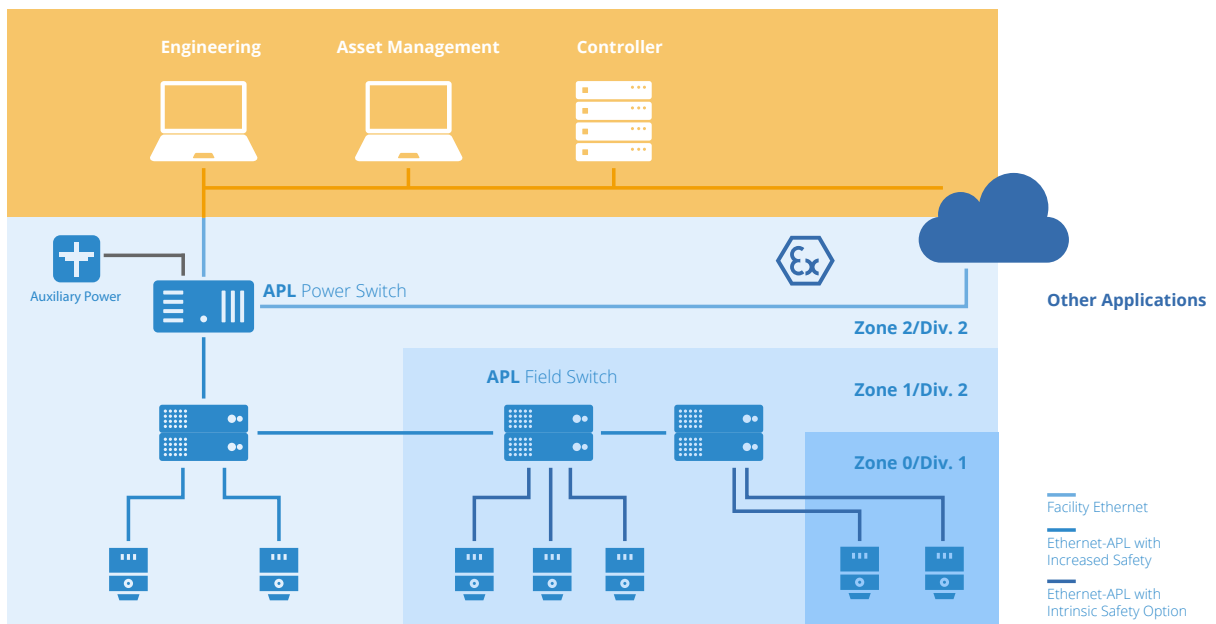 Engineering
Asset Management
Controller
Auxiliary Power
APL Power Switch
Ex
Other Applications
Zone 2/Div. 2
APL Field Switch
Zone 1/Div. 2
Zone 0/Div. 1
Facility Ethernet
Ethernet-APL with
Increased Safety
Ethernet-APL with
Intrinsic Safety Option